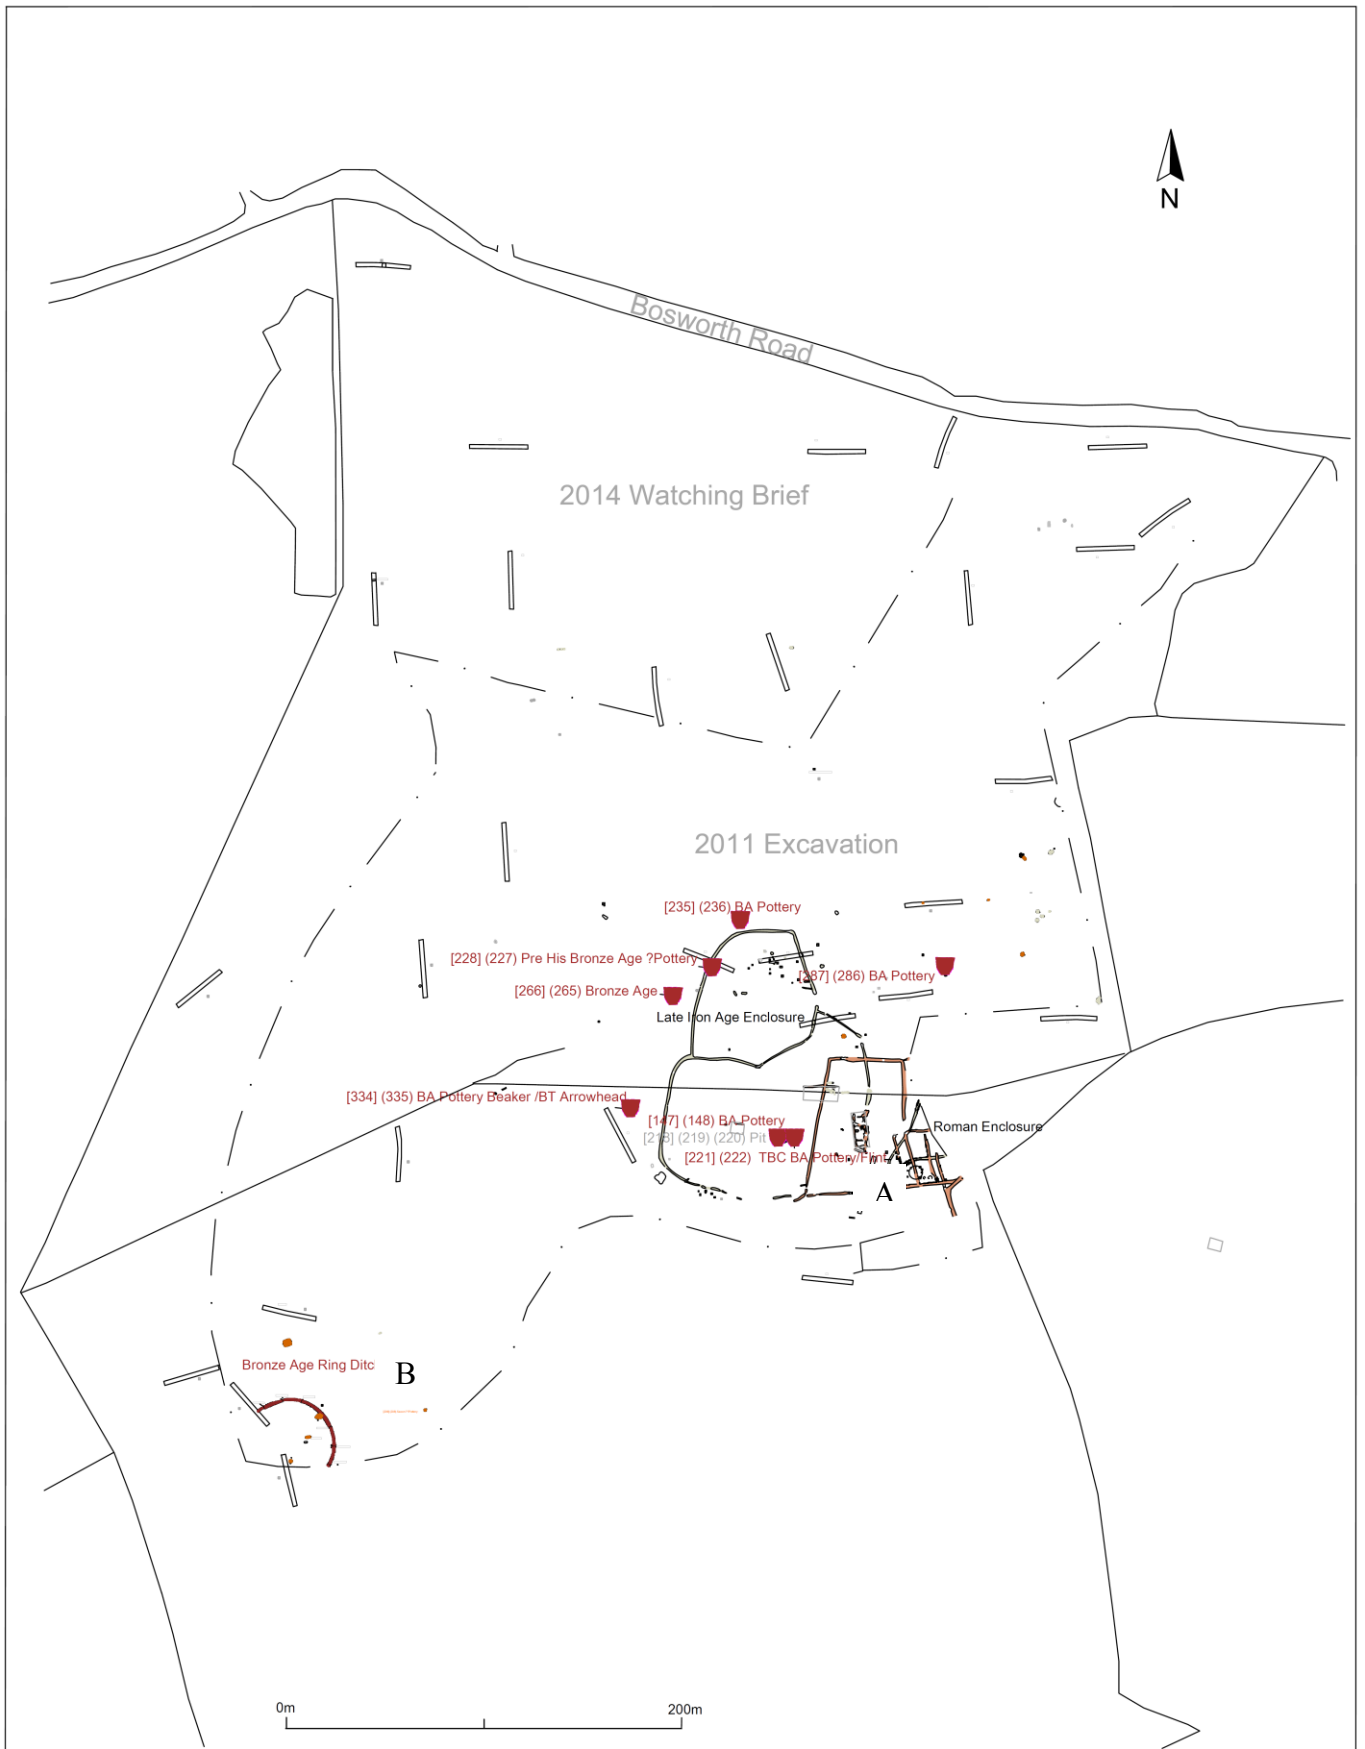 N
Bosworth Road
2014 Watching Brief
2011 Excavation
[235] (236) BA Pottery
[228] (227) Pre His Bronze Age ?Pottery
[287] (286) BA Pottery
[266] (265) Bronze Age
Late Iron Age Enclosure
[334] (335) BA Pottery Beaker /BT Arrowhead
[147] (148) BA Pottery
Roman Enclosure
[218] (219) (220) Pit
[221] (222) TBC BA Pottery/Flint
A
Bronze Age Ring Ditc
B
0m
200m